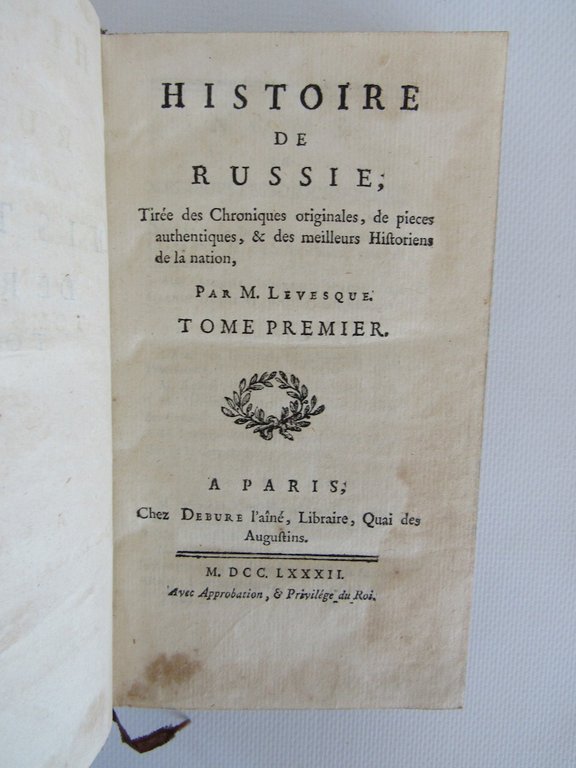 HISTOIRE
DE
RUSSIE;
Tirée des Chroniques originales, de pieces
authentiques, & des meilleurs Hiſtoriens
de la nation,
PAR M. LEVESQUE.
TOME PREMIER.
A PARIS;
Chez DEBURE l'aîné, Libraire, Quai des
Auguſtins.
M. DCC. LXXXII.
Avec Approbation, & Privilége du Roi.